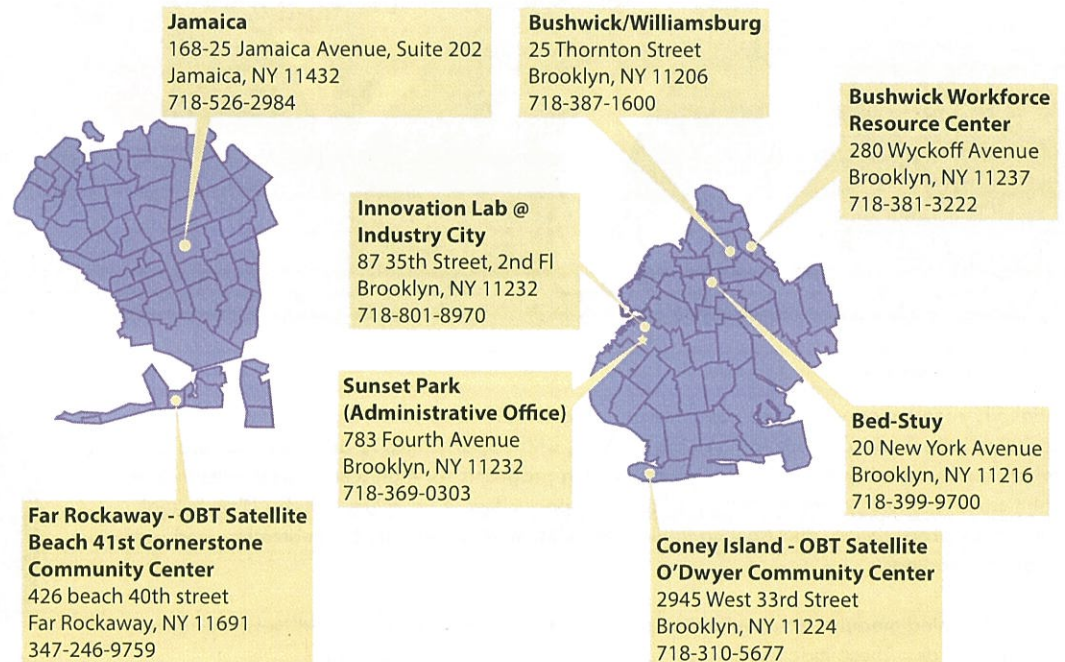 Jamaica
168-25 Jamaica Avenue, Suite 202
Jamaica, NY 11432
718-526-2984
Bushwick/Williamsburg
25 Thornton Street
Brooklyn, NY 11206
718-387-1600
Bushwick Workforce
Resource Center
280 Wyckoff Avenue
Brooklyn, NY 11237
718-381-3222
Innovation Lab @
Industry City
87 35th Street, 2nd Fl
Brooklyn, NY 11232
718-801-8970
Sunset Park
(Administrative Office)
783 Fourth Avenue
Brooklyn, NY 11232
718-369-0303
Bed-Stuy
20 New York Avenue
Brooklyn, NY 11216
718-399-9700
Far Rockaway - OBT Satellite
Beach 41st Cornerstone
Community Center
426 beach 40th street
Far Rockaway, NY 11691
347-246-9759
Coney Island - OBT Satellite
O'Dwyer Community Center
2945 West 33rd Street
Brooklyn, NY 11224
718-310-5677